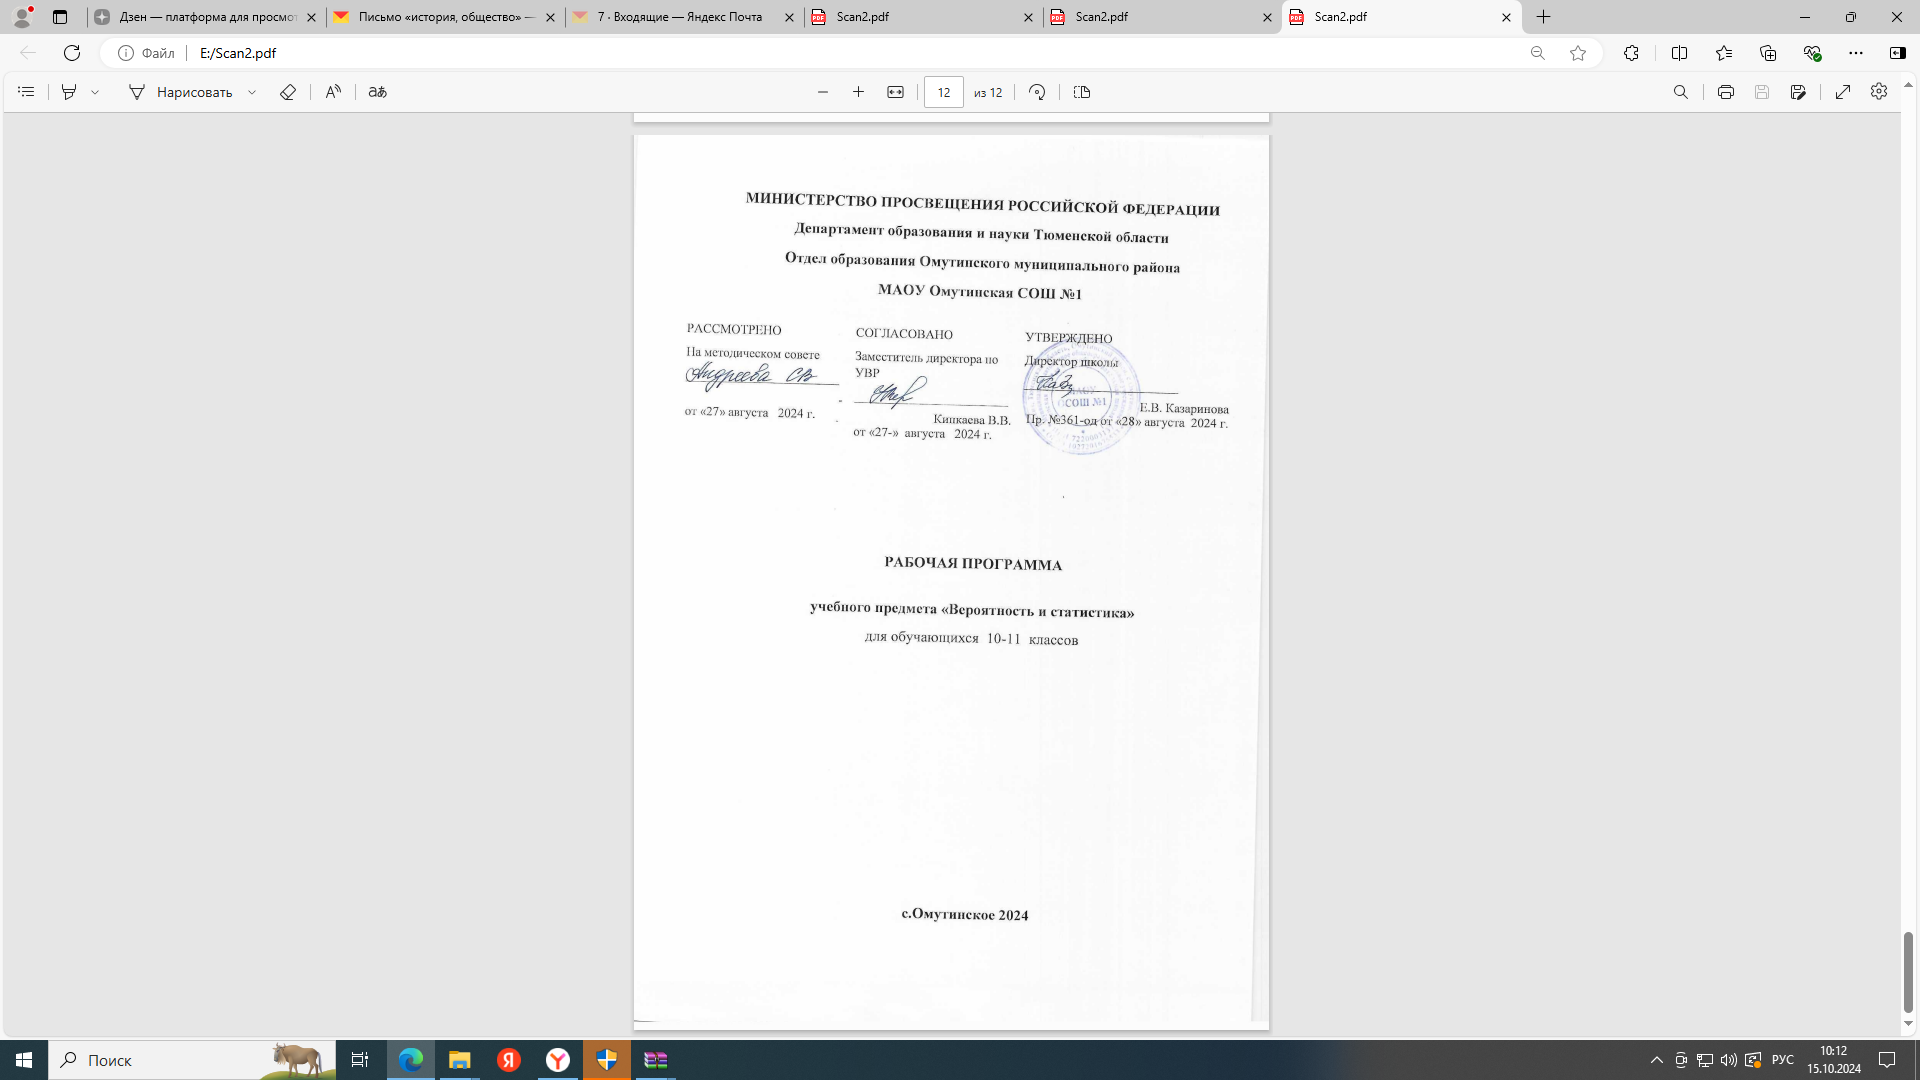 Дзен — платформа для просмот
Письмо «история, общество» —
7 · Входящие — Яндекс Почта
Scan2.pdf
Scan2.pdf
Scan2.pdf
Файл
E:/Scan2.pdf
Нарисовать
12
из 12
МИНИСТЕРСТВО ПРОСВЕЩЕНИЯ РОССИЙСКОЙ ФЕДЕРАЦИИ
Департамент образования и науки Тюменской области
Отдел образования Омутинского муниципального района
МАОУ Омутинская СОШ №1
РАССМОТРЕНО
На методическом совете
Андреева СВ
от «27» августа 2024 г.
СОГЛАСОВАНО
Заместитель директора по
УВР
Кипкаева В.В.
от «27-» августа 2024 г.
УТВЕРЖДЕНО
Директор школы
МАОУ
СОШ №1
Е.В. Казаринова
Пр. №361-од от «28» августа 2024 г.
РАБОЧАЯ ПРОГРАММА
учебного предмета «Вероятность и статистика»
для обучающихся 10-11 классов
с.Омутинское 2024
Поиск
РУС
10:12
15.10.2024